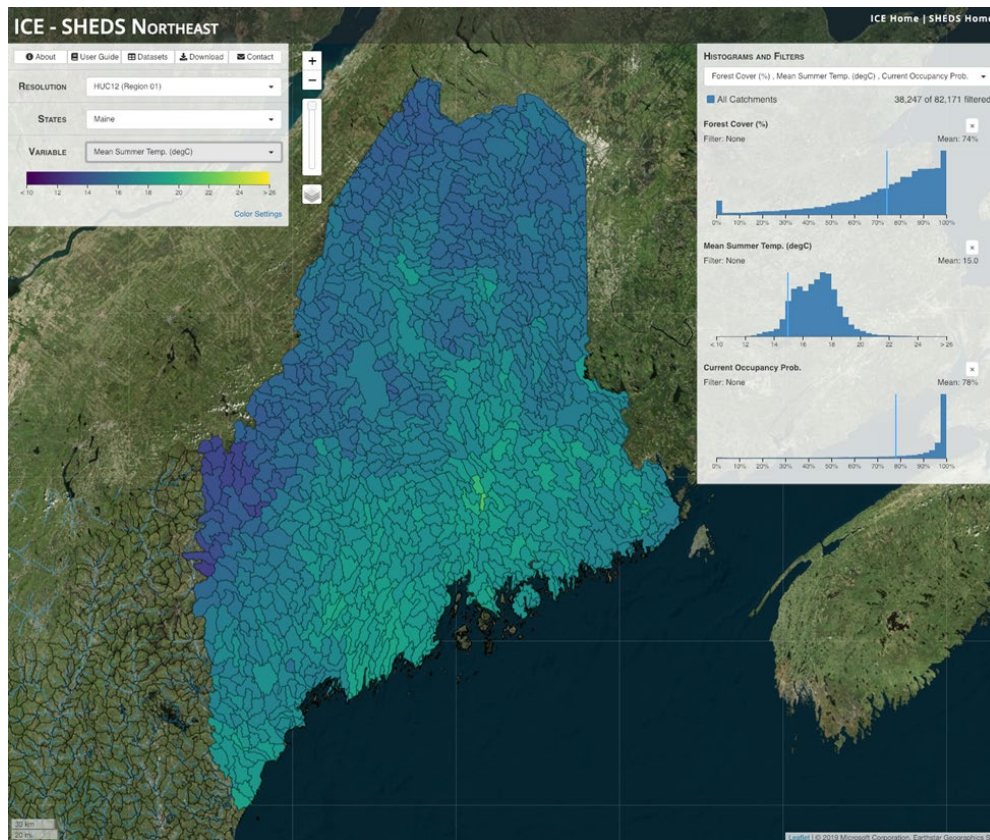 ICE - SHEDS NORTHEAST
ICE Home | SHEDS Home
About User Guide Datasets Download Contact
RESOLUTION HUC12 (Region 01)
STATES Maine
VARIABLE Mean Summer Temp. (degC)
< 10 12 14 16 18 20 22 24 > 26
Color Settings
+
−
HISTOGRAMS AND FILTERS
Forest Cover (%) , Mean Summer Temp. (degC) , Current Occupancy Prob.
All Catchments 38,247 of 82,171 filtered
Forest Cover (%) ×
Filter: None Mean: 74%
0% 10% 20% 30% 40% 50% 60% 70% 80% 90% 100%
Mean Summer Temp. (degC) ×
Filter: None Mean: 15.0
< 10 12 14 16 18 20 22 24 > 26
Current Occupancy Prob. ×
Filter: None Mean: 78%
0% 10% 20% 30% 40% 50% 60% 70% 80% 90% 100%
30 km
20 mi
Leaflet | © 2019 Microsoft Corporation, Earthstar Geographics